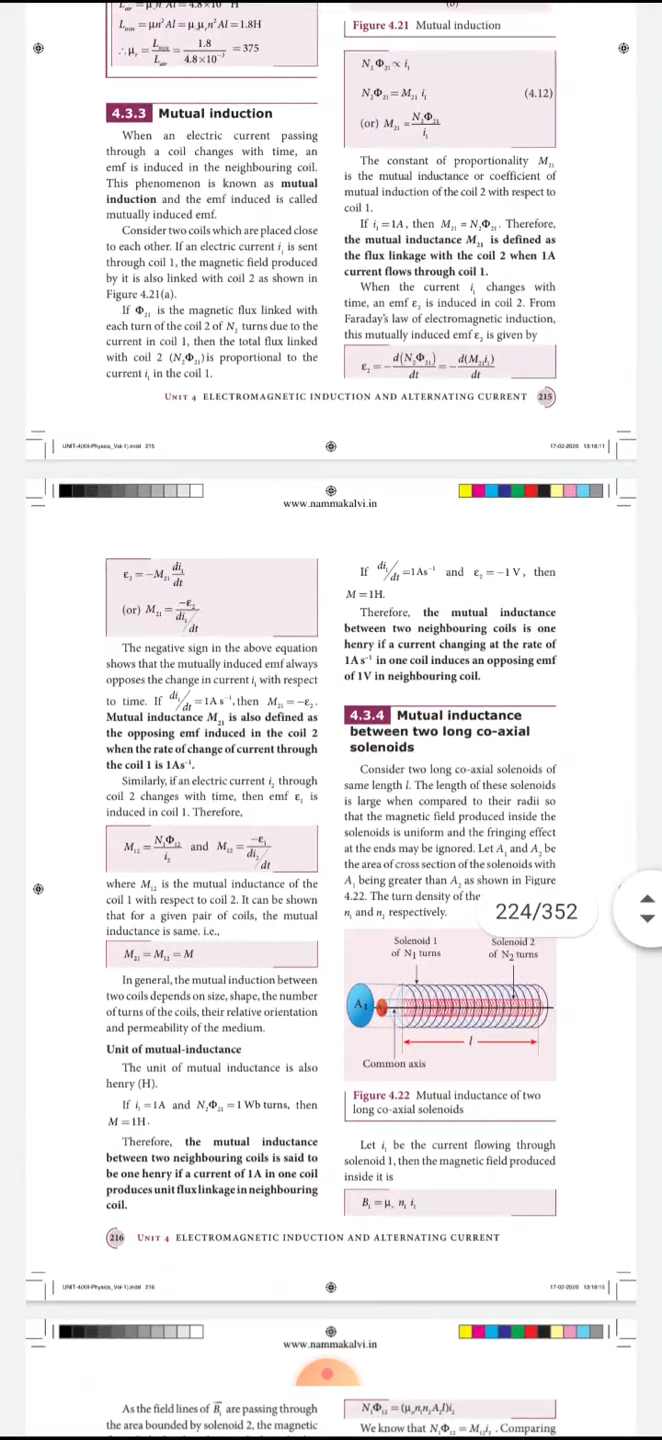 L_iron = μn²Al = μ_o μ_r n²Al = 1.8H
∴ μ_r = L_iron / L_air = 1.8 / 4.8×10⁻³ = 375
4.3.3 Mutual induction
When an electric current passing
through a coil changes with time, an
emf is induced in the neighbouring coil.
This phenomenon is known as mutual
induction and the emf induced is called
mutually induced emf.
Consider two coils which are placed close
to each other. If an electric current i₁ is sent
through coil 1, the magnetic field produced
by it is also linked with coil 2 as shown in
Figure 4.21(a).
If Φ₂₁ is the magnetic flux linked with
each turn of the coil 2 of N₂ turns due to the
current in coil 1, then the total flux linked
with coil 2 (N₂Φ₂₁) is proportional to the
current i₁ in the coil 1.
(b)
Figure 4.21 Mutual induction
N₂Φ₂₁ ∝ i₁
N₂Φ₂₁ = M₂₁ i₁ (4.12)
(or) M₂₁ = N₂Φ₂₁ / i₁
The constant of proportionality M₂₁
is the mutual inductance or coefficient of
mutual induction of the coil 2 with respect to
coil 1.
If i₁ = 1A, then M₂₁ = N₂Φ₂₁. Therefore,
the mutual inductance M₂₁ is defined as
the flux linkage with the coil 2 when 1A
current flows through coil 1.
When the current i₁ changes with
time, an emf ε₂ is induced in coil 2. From
Faraday's law of electromagnetic induction,
this mutually induced emf ε₂ is given by
ε₂ = − d(N₂Φ₂₁)/dt = − d(M₂₁i₁)/dt
UNIT 4 ELECTROMAGNETIC INDUCTION AND ALTERNATING CURRENT 215
UNIT-4(XII-Physics_Vol-1).indd 215
17-02-2020 13:18:11
www.nammakalvi.in
ε₂ = −M₂₁ di₁/dt
(or) M₂₁ = −ε₂ / di₁/dt
The negative sign in the above equation
shows that the mutually induced emf always
opposes the change in current i₁ with respect
to time. If di₁/dt = 1A s⁻¹, then M₂₁ = −ε₂.
Mutual inductance M₂₁ is also defined as
the opposing emf induced in the coil 2
when the rate of change of current through
the coil 1 is 1As⁻¹.
Similarly, if an electric current i₂ through
coil 2 changes with time, then emf ε₁ is
induced in coil 1. Therefore,
M₁₂ = N₁Φ₁₂ / i₂ and M₁₂ = −ε₁ / di₂/dt
where M₁₂ is the mutual inductance of the
coil 1 with respect to coil 2. It can be shown
that for a given pair of coils, the mutual
inductance is same. i.e.,
M₂₁ = M₁₂ = M
In general, the mutual induction between
two coils depends on size, shape, the number
of turns of the coils, their relative orientation
and permeability of the medium.
Unit of mutual-inductance
The unit of mutual inductance is also
henry (H).
If i₁ = 1A and N₂Φ₂₁ = 1 Wb turns, then
M = 1H.
Therefore, the mutual inductance
between two neighbouring coils is said to
be one henry if a current of 1A in one coil
produces unit flux linkage in neighbouring
coil.
If di₁/dt = 1As⁻¹ and ε₂ = −1 V, then
M = 1H.
Therefore, the mutual inductance
between two neighbouring coils is one
henry if a current changing at the rate of
1As⁻¹ in one coil induces an opposing emf
of 1V in neighbouring coil.
4.3.4 Mutual inductance
between two long co-axial
solenoids
Consider two long co-axial solenoids of
same length l. The length of these solenoids
is large when compared to their radii so
that the magnetic field produced inside the
solenoids is uniform and the fringing effect
at the ends may be ignored. Let A₁ and A₂ be
the area of cross section of the solenoids with
A₁ being greater than A₂ as shown in Figure
4.22. The turn density of the
n₁ and n₂ respectively.
224/352
Solenoid 1
of N₁ turns
Solenoid 2
of N₂ turns
A₁
l
Common axis
Figure 4.22 Mutual inductance of two
long co-axial solenoids
Let i₁ be the current flowing through
solenoid 1, then the magnetic field produced
inside it is
B₁ = μ_o n₁ i₁
216 UNIT 4 ELECTROMAGNETIC INDUCTION AND ALTERNATING CURRENT
UNIT-4(XII-Physics_Vol-1).indd 216
17-02-2020 13:18:15
www.nammakalvi.in
As the field lines of B₁ are passing through
the area bounded by solenoid 2, the magnetic
N₁Φ₁₂ = (μ_o n₁n₂A₂l)i₂
We know that N₁Φ₁₂ = M₁₂i₂. Comparing